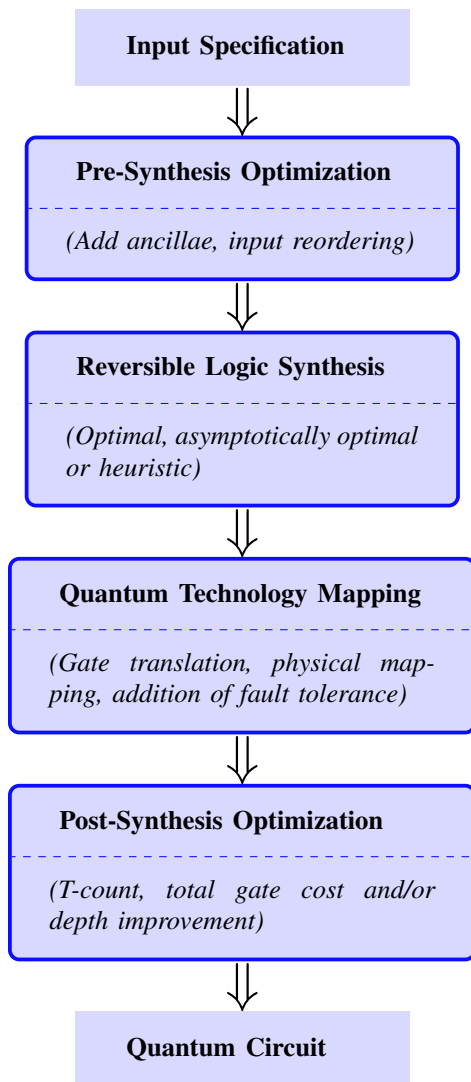 Input Specification
Pre-Synthesis Optimization
(Add ancillae, input reordering)
Reversible Logic Synthesis
(Optimal, asymptotically optimal
or heuristic)
Quantum Technology Mapping
(Gate translation, physical map-
ping, addition of fault tolerance)
Post-Synthesis Optimization
(T-count, total gate cost and/or
depth improvement)
Quantum Circuit